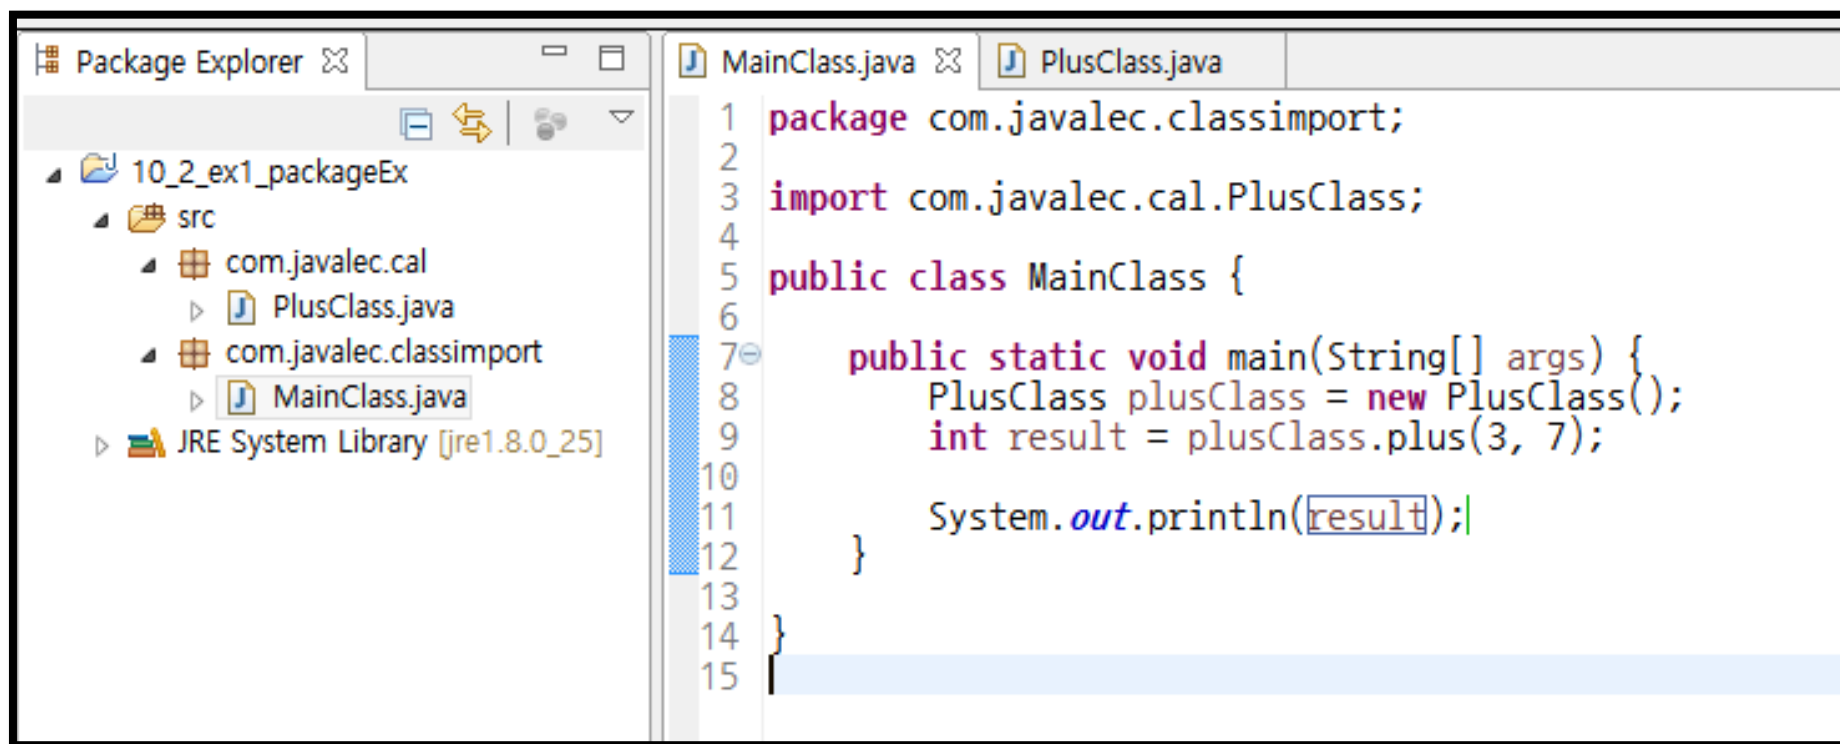 Package Explorer
10_2_ex1_packageEx
src
com.javalec.cal
PlusClass.java
com.javalec.classimport
MainClass.java
JRE System Library [jre1.8.0_25]
MainClass.java
PlusClass.java
1 package com.javalec.classimport;
2
3 import com.javalec.cal.PlusClass;
4
5 public class MainClass {
6
7 public static void main(String[] args) {
8 PlusClass plusClass = new PlusClass();
9 int result = plusClass.plus(3, 7);
10
11 System.out.println(result);
12 }
13
14 }
15